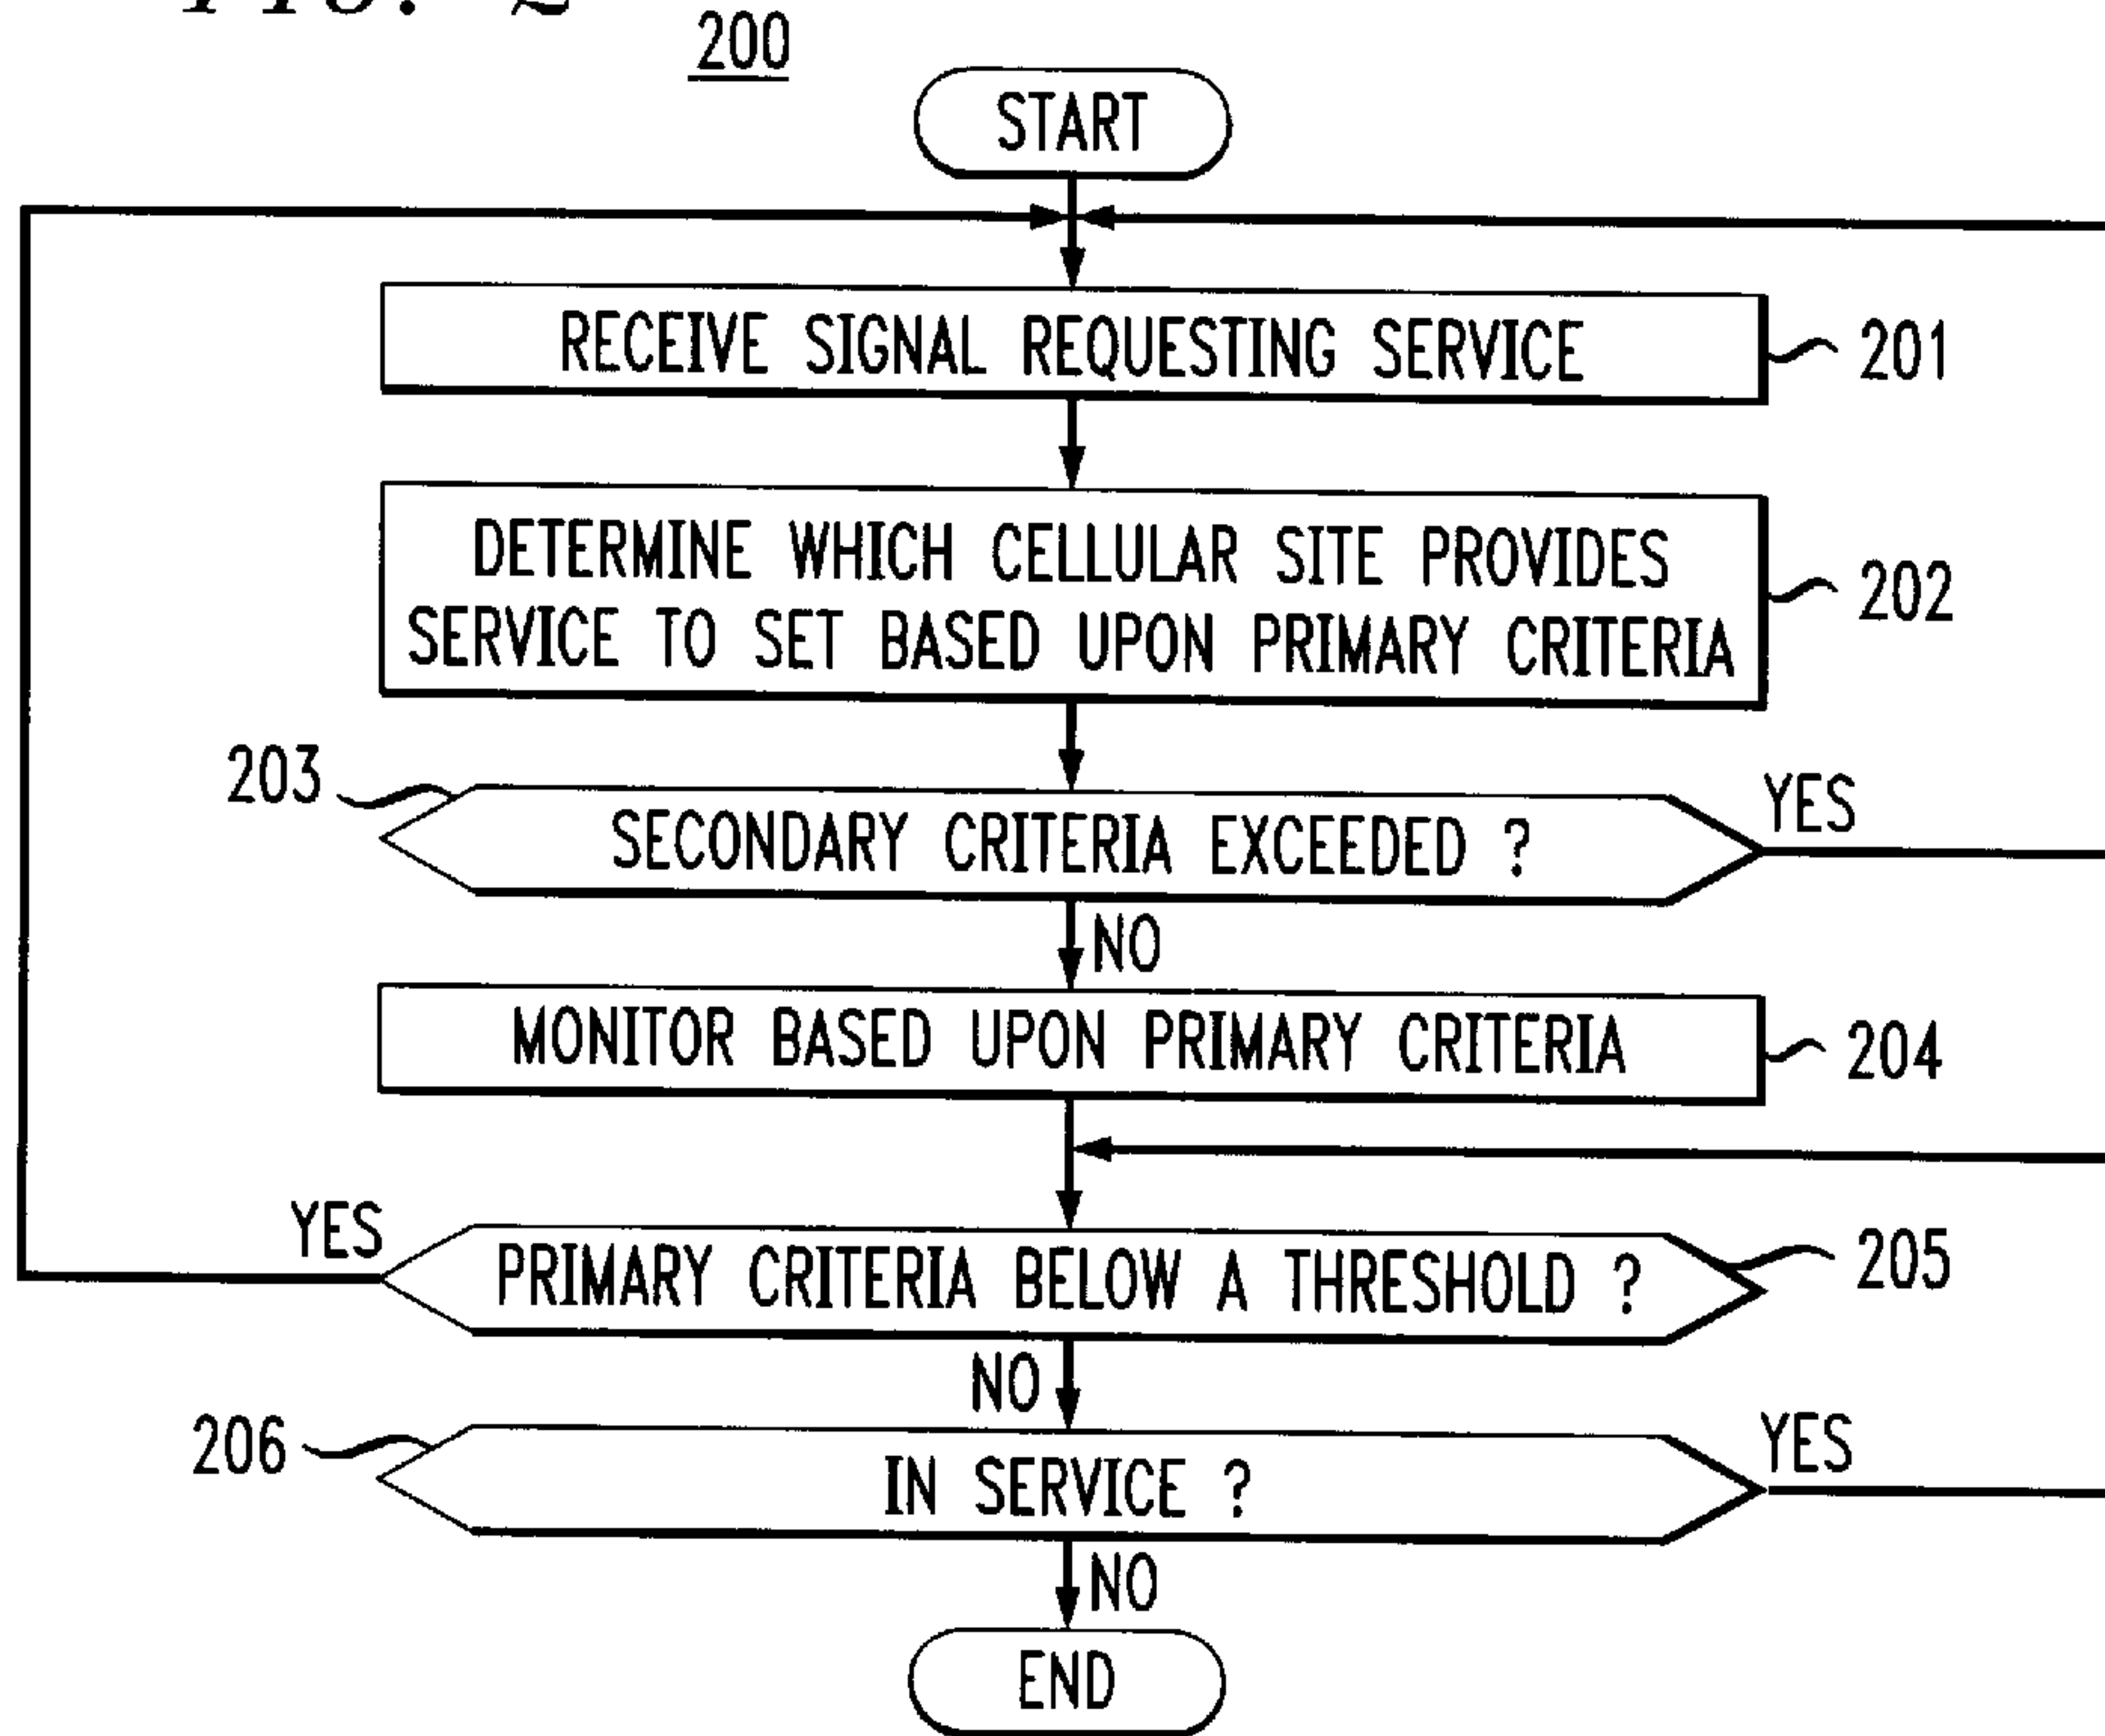 FIG. 2
200
START
RECEIVE SIGNAL REQUESTING SERVICE
201
DETERMINE WHICH CELLULAR SITE PROVIDES
SERVICE TO SET BASED UPON PRIMARY CRITERIA
202
203
SECONDARY CRITERIA EXCEEDED ?
YES
NO
MONITOR BASED UPON PRIMARY CRITERIA
204
YES
PRIMARY CRITERIA BELOW A THRESHOLD ?
205
NO
206
IN SERVICE ?
YES
NO
END